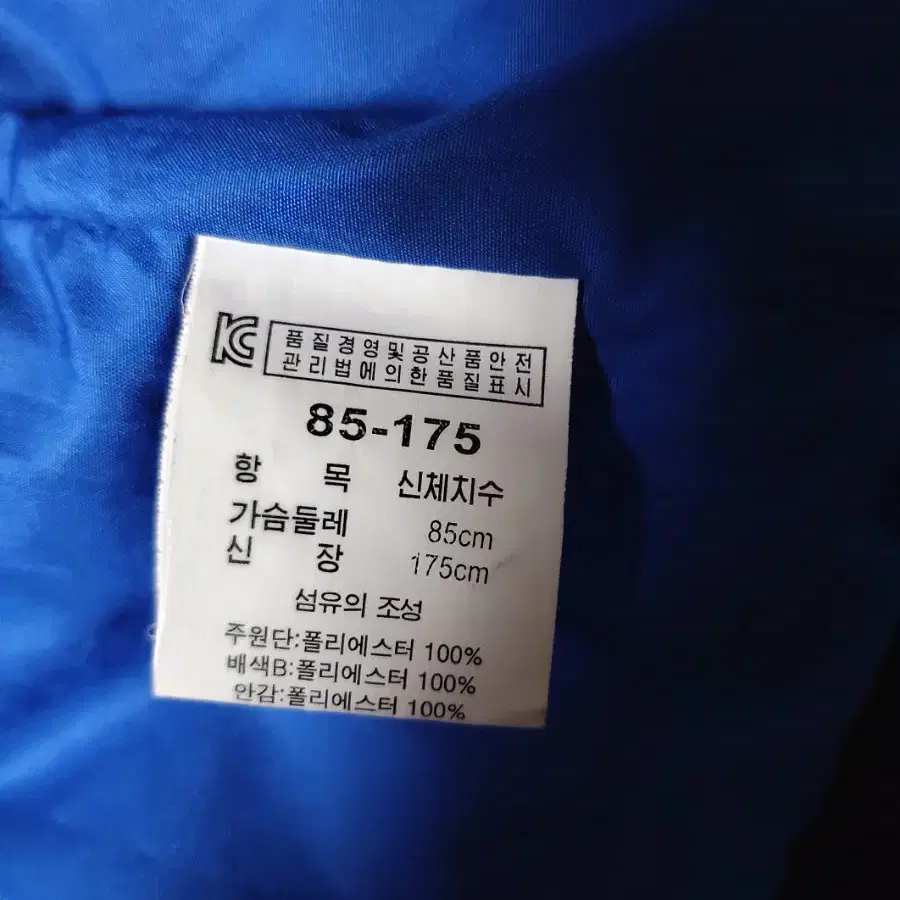 KC 품질경영및공산품안전
관리법에의한품질표시
85-175
항 목 신체치수
가슴둘레 85cm
신 장 175cm
섬유의 조성
주원단:폴리에스터 100%
배색B:폴리에스터 100%
안감:폴리에스터 100%